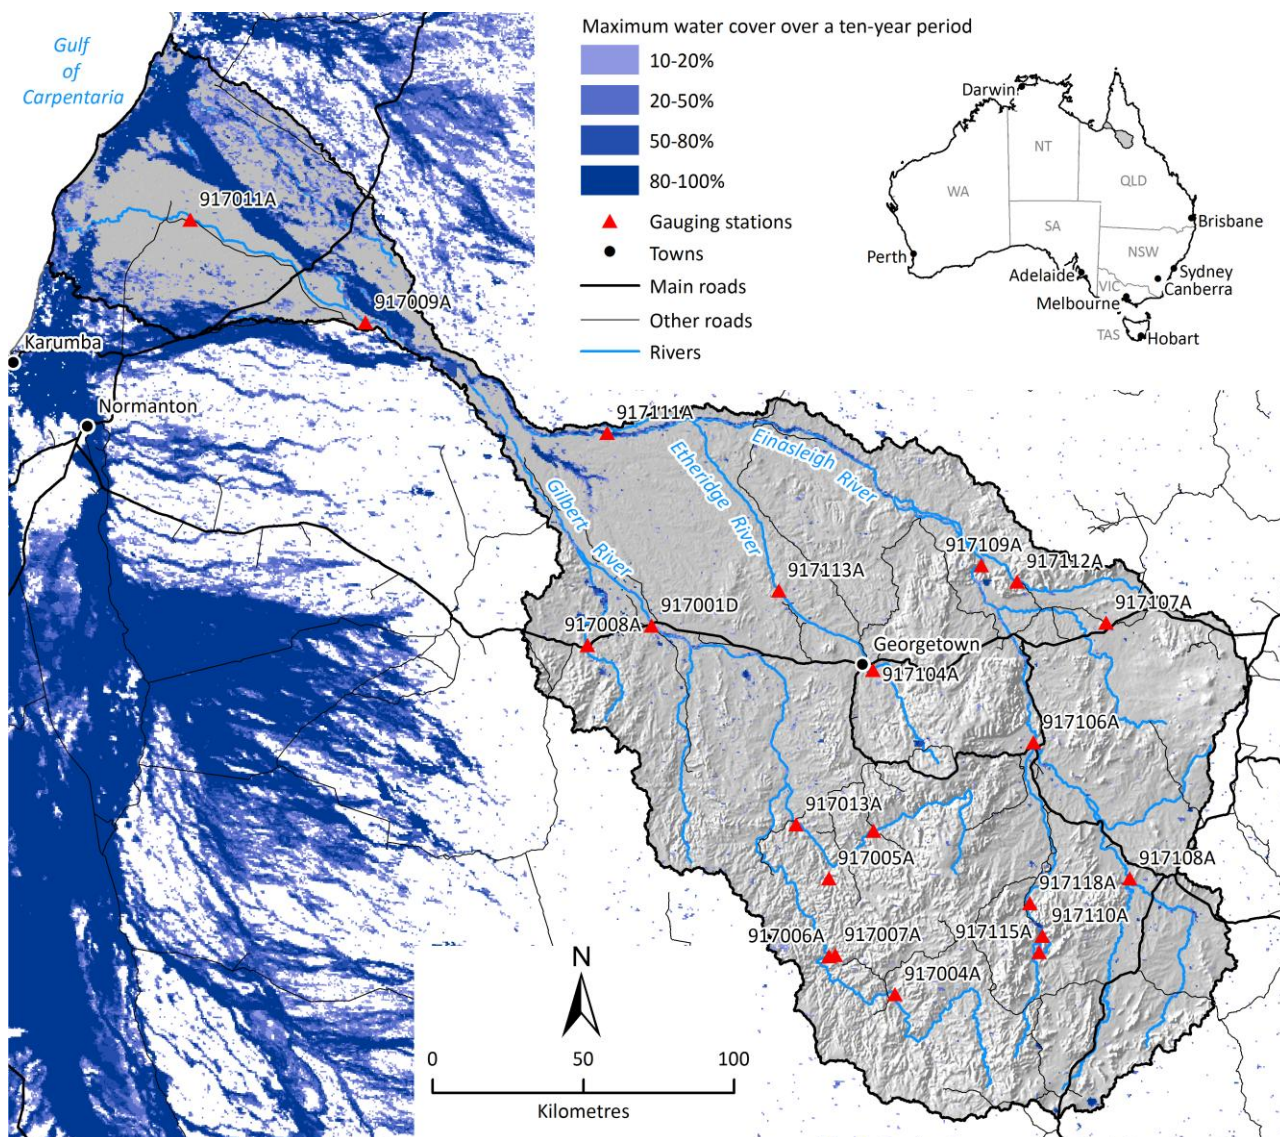 Gulf
of
Carpentaria
Maximum water cover over a ten-year period
10-20%
20-50%
50-80%
80-100%
Gauging stations
Towns
Main roads
Other roads
Rivers
Darwin
NT
WA
QLD
SA
Brisbane
NSW
Perth
Adelaide
Sydney
Canberra
VIC
Melbourne
TAS
Hobart
917011A
917009A
Karumba
Normanton
917111A
Einasleigh River
Etheridge River
Gilbert River
917109A
917112A
917113A
917107A
917001D
917008A
Georgetown
917104A
917106A
917013A
917005A
917108A
917118A
917110A
917115A
917006A
917007A
917004A
N
0 50 100
Kilometres